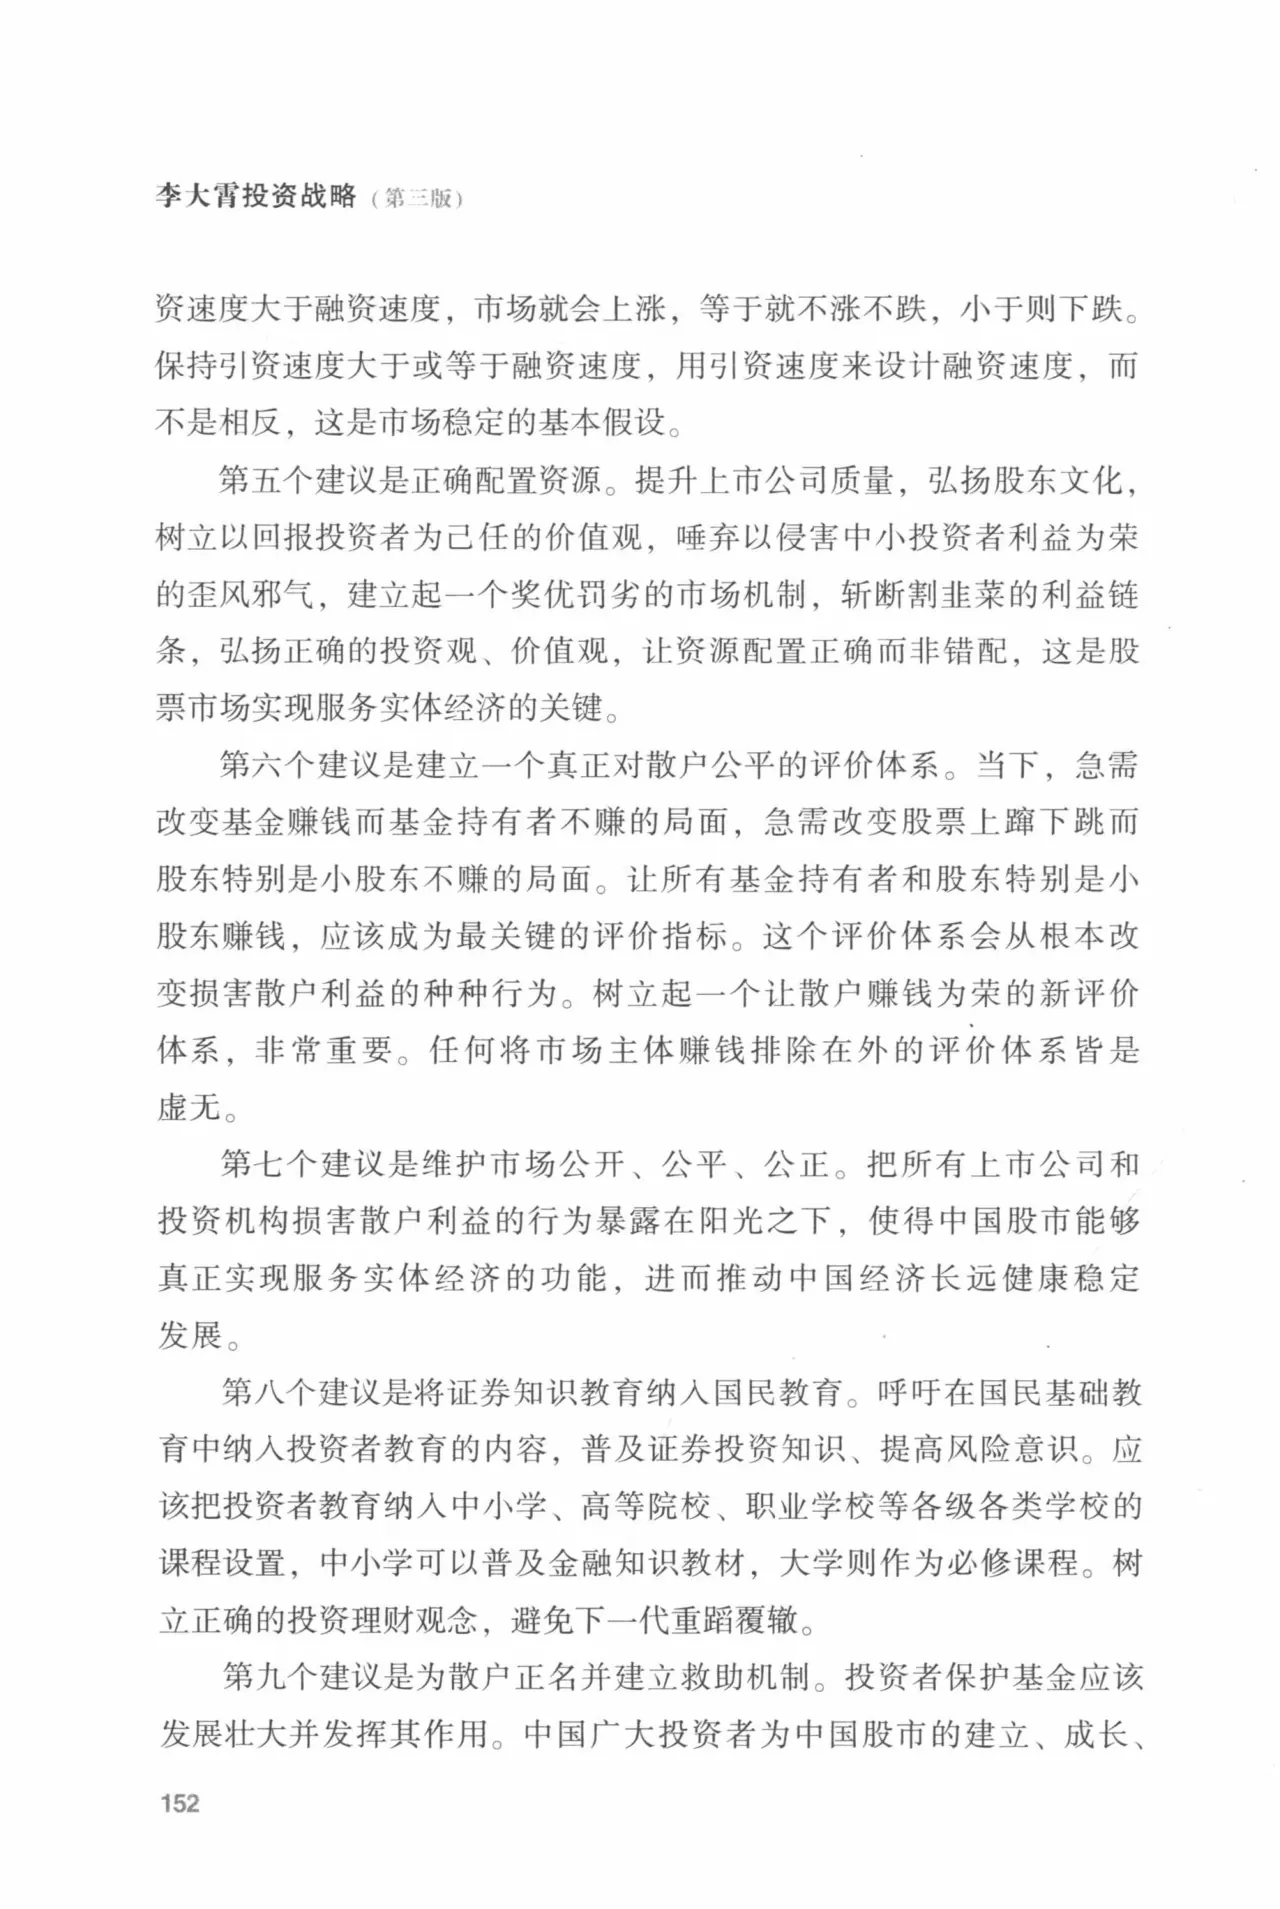 李大霄投资战略（第三版）
资速度大于融资速度，市场就会上涨，等于就不涨不跌，小于则下跌。
保持引资速度大于或等于融资速度，用引资速度来设计融资速度，而
不是相反，这是市场稳定的基本假设。
第五个建议是正确配置资源。提升上市公司质量，弘扬股东文化，
树立以回报投资者为己任的价值观，唾弃以侵害中小投资者利益为荣
的歪风邪气，建立起一个奖优罚劣的市场机制，斩断割韭菜的利益链
条，弘扬正确的投资观、价值观，让资源配置正确而非错配，这是股
票市场实现服务实体经济的关键。
第六个建议是建立一个真正对散户公平的评价体系。当下，急需
改变基金赚钱而基金持有者不赚的局面，急需改变股票上蹿下跳而
股东特别是小股东不赚的局面。让所有基金持有者和股东特别是小
股东赚钱，应该成为最关键的评价指标。这个评价体系会从根本改
变损害散户利益的种种行为。树立起一个让散户赚钱为荣的新评价
体系，非常重要。任何将市场主体赚钱排除在外的评价体系皆是
虚无。
第七个建议是维护市场公开、公平、公正。把所有上市公司和
投资机构损害散户利益的行为暴露在阳光之下，使得中国股市能够
真正实现服务实体经济的功能，进而推动中国经济长远健康稳定
发展。
第八个建议是将证券知识教育纳入国民教育。呼吁在国民基础教
育中纳入投资者教育的内容，普及证券投资知识、提高风险意识。应
该把投资者教育纳入中小学、高等院校、职业学校等各级各类学校的
课程设置，中小学可以普及金融知识教材，大学则作为必修课程。树
立正确的投资理财观念，避免下一代重蹈覆辙。
第九个建议是为散户正名并建立救助机制。投资者保护基金应该
发展壮大并发挥其作用。中国广大投资者为中国股市的建立、成长、
152